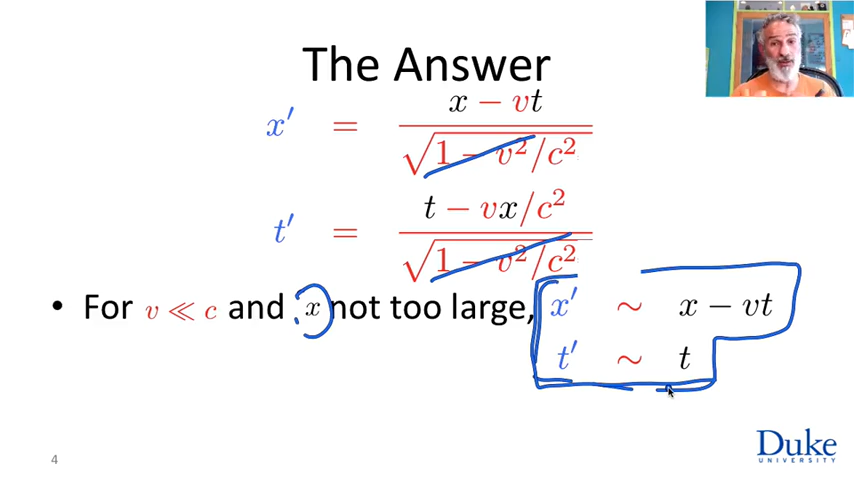 The Answer
x′ = x − vt / √1 − v²/c²
t′ = t − vx/c² / √1 − v²/c²
• For v ≪ c and x not too large, x′ ∼ x − vt
t′ ∼ t
4
Duke
UNIVERSITY